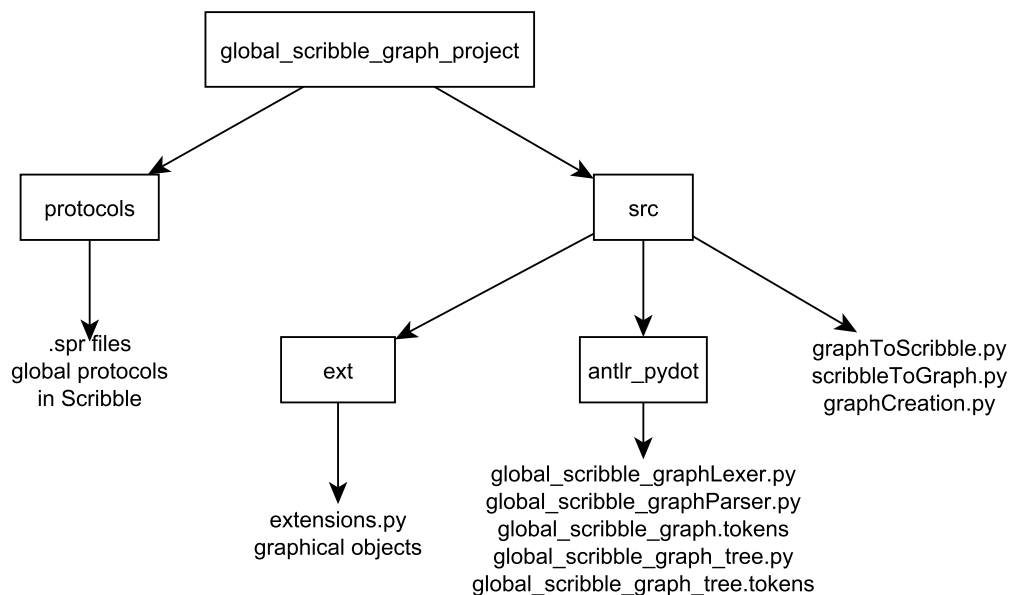 global_scribble_graph_project
protocols
src
.spr files
global protocols
in Scribble
ext
antlr_pydot
graphToScribble.py
scribbleToGraph.py
graphCreation.py
extensions.py
graphical objects
global_scribble_graphLexer.py
global_scribble_graphParser.py
global_scribble_graph.tokens
global_scribble_graph_tree.py
global_scribble_graph_tree.tokens